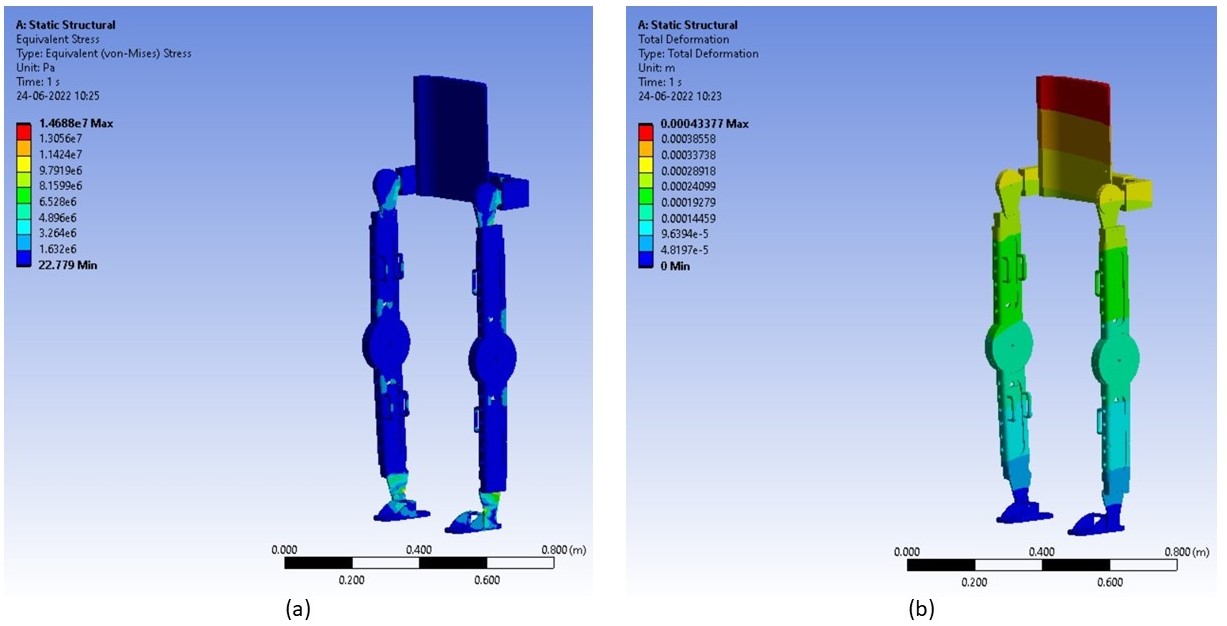 A: Static Structural
Equivalent Stress
Type: Equivalent (von-Mises) Stress
Unit: Pa
Time: 1 s
24-06-2022 10:25
1.4688e7 Max
1.3056e7
1.1424e7
9.7919e6
8.1599e6
6.528e6
4.896e6
3.264e6
1.632e6
22.779 Min
0.000 0.400 0.800 (m)
0.200 0.600
(a)
A: Static Structural
Total Deformation
Type: Total Deformation
Unit: m
Time: 1 s
24-06-2022 10:23
0.00043377 Max
0.00038558
0.00033738
0.00028918
0.00024099
0.00019279
0.00014459
9.6394e-5
4.8197e-5
0 Min
0.000 0.400 0.800 (m)
0.200 0.600
(b)